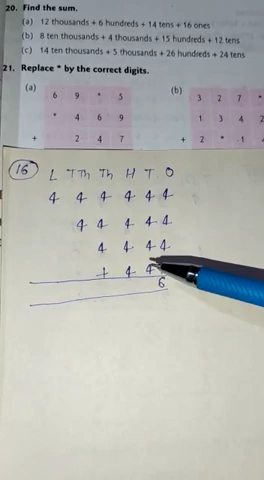 20. Find the sum.
(a) 12 thousands + 6 hundreds + 14 tens + 16 ones
(b) 8 ten thousands + 4 thousands + 15 hundreds + 12 tens
(c) 14 ten thousands + 5 thousands + 26 hundreds + 24 tens
21. Replace * by the correct digits.
(a) (b)
6 9 * 5 3 2 7 *
* 4 6 9 1 3 4 2
+ 2 4 7 + 2 * 1
16 L T Th Th H T O
4 4 4 4 4 4
4 4 4 4 4
4 4 4 4
+ 4 4
6